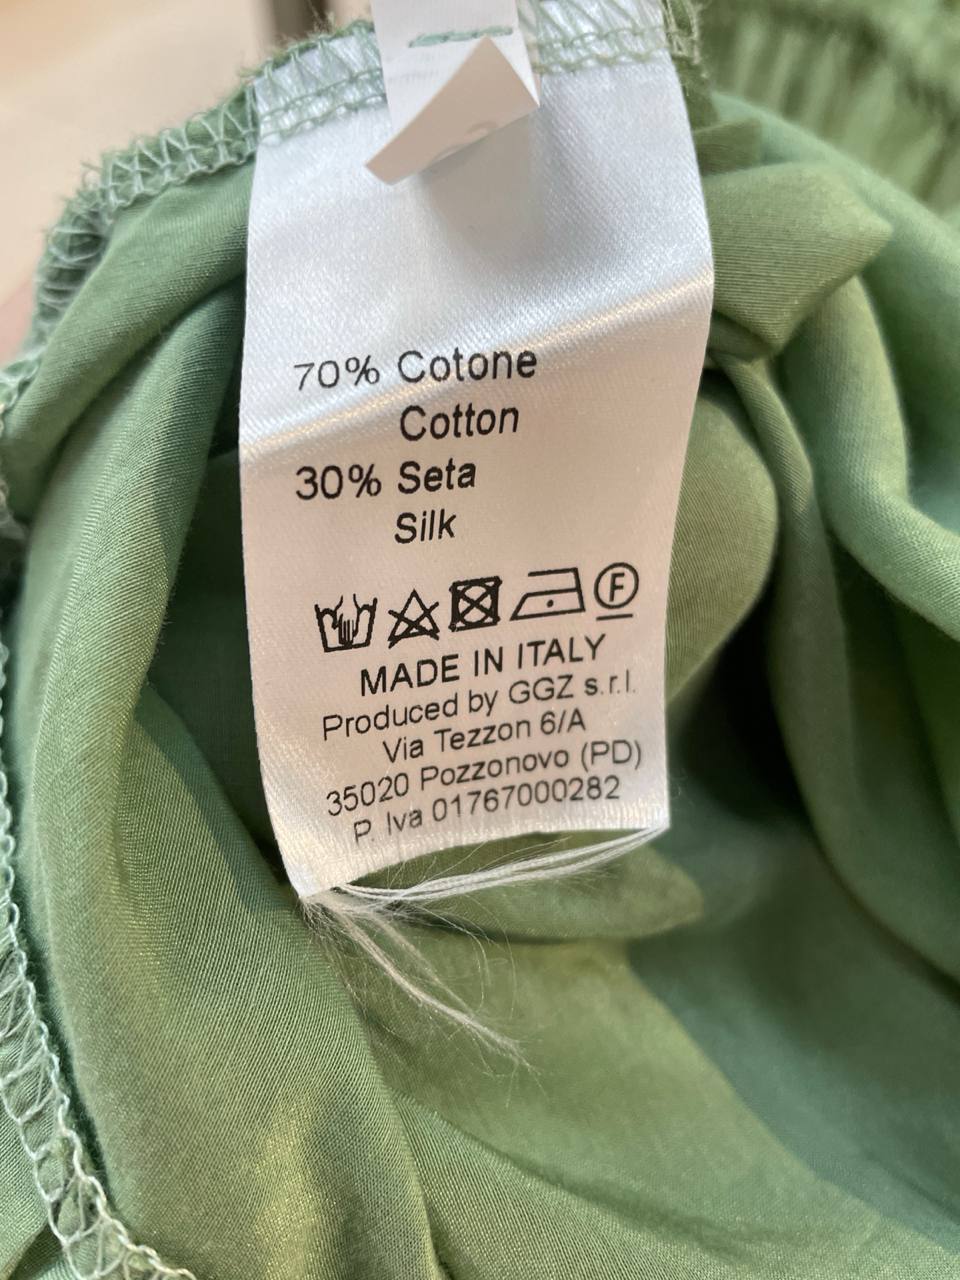 70% Cotone
Cotton
30% Seta
Silk
F
MADE IN ITALY
Produced by GGZ s.r.l.
Via Tezzon 6/A
35020 Pozzonovo (PD)
P. Iva 01767000282